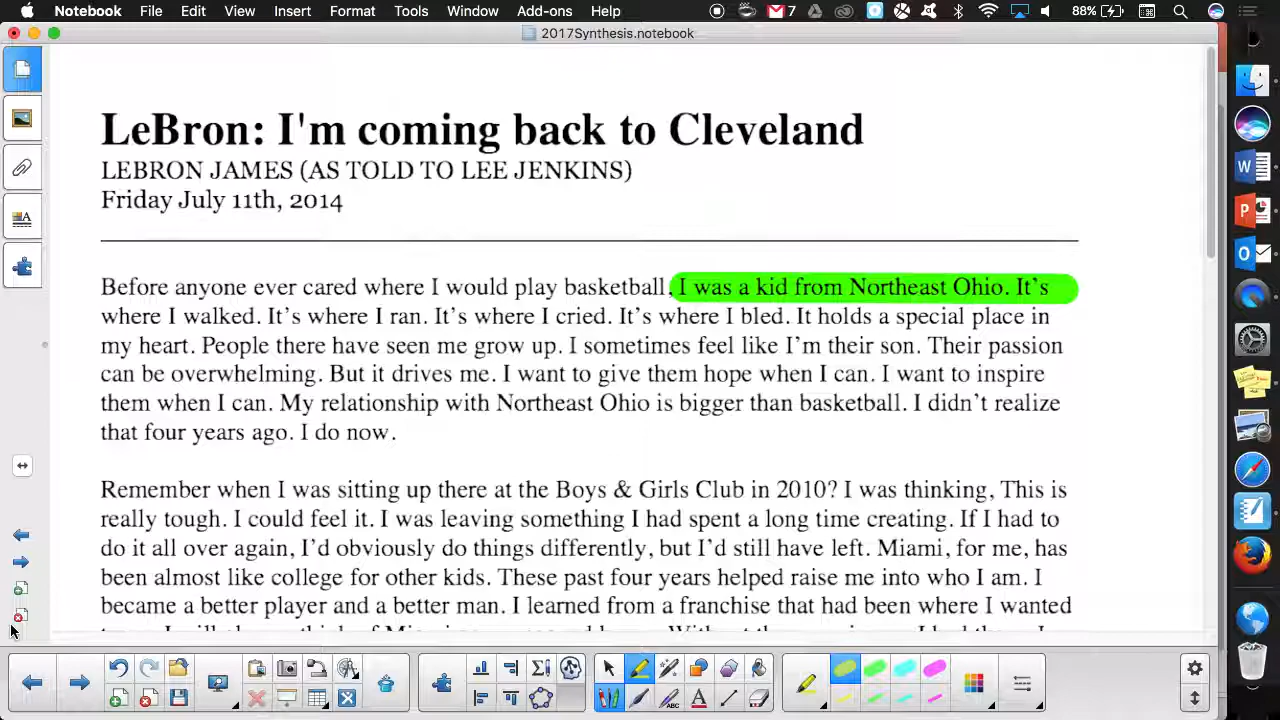 Notebook File Edit View Insert Format Tools Window Add-ons Help 7 88%
2017Synthesis.notebook
LeBron: I'm coming back to Cleveland
LEBRON JAMES (AS TOLD TO LEE JENKINS)
Friday July 11th, 2014
Before anyone ever cared where I would play basketball, I was a kid from Northeast Ohio. It’s
where I walked. It’s where I ran. It’s where I cried. It’s where I bled. It holds a special place in
my heart. People there have seen me grow up. I sometimes feel like I’m their son. Their passion
can be overwhelming. But it drives me. I want to give them hope when I can. I want to inspire
them when I can. My relationship with Northeast Ohio is bigger than basketball. I didn’t realize
that four years ago. I do now.
Remember when I was sitting up there at the Boys & Girls Club in 2010? I was thinking, This is
really tough. I could feel it. I was leaving something I had spent a long time creating. If I had to
do it all over again, I’d obviously do things differently, but I’d still have left. Miami, for me, has
been almost like college for other kids. These past four years helped raise me into who I am. I
became a better player and a better man. I learned from a franchise that had been where I wanted